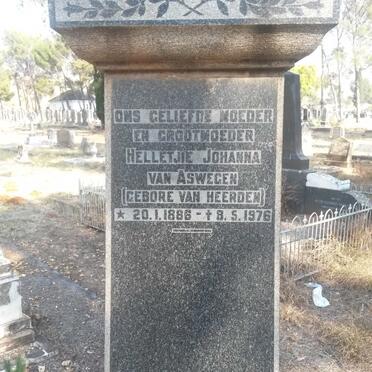 ONS GELIEFDE MOEDER
EN GROOTMOEDER
HELLETJIE JOHANNA
VAN ASWEGEN
(GEBORE VAN HEERDEN)
* 20.1.1886 - † 8.5.1976